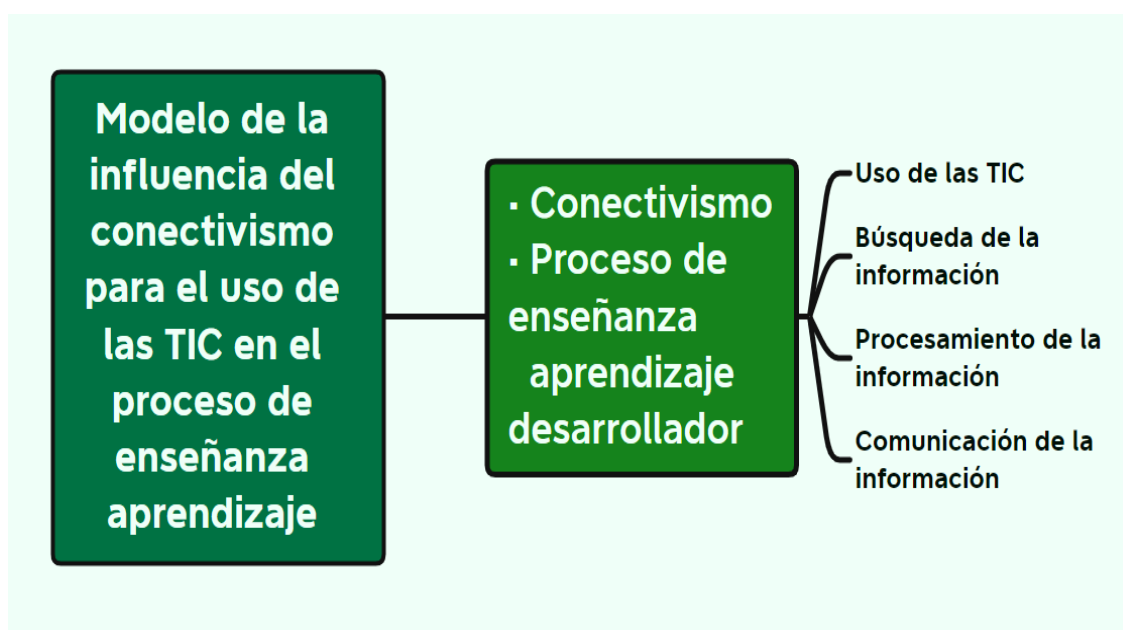 Modelo de la
influencia del
conectivismo
para el uso de
las TIC en el
proceso de
enseñanza
aprendizaje
· Conectivismo
· Proceso de
enseñanza
aprendizaje
desarrollador
Uso de las TIC
Búsqueda de la
información
Procesamiento de la
información
Comunicación de la
información